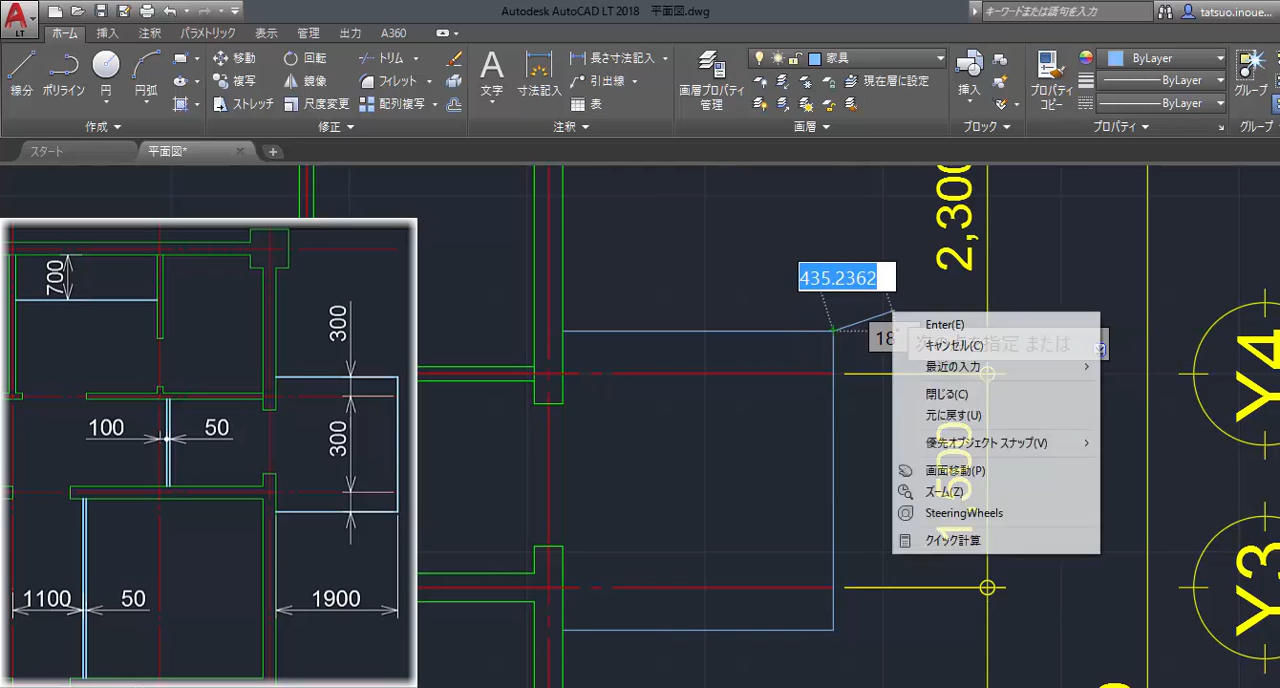 Autodesk AutoCAD LT 2018 平面図.dwg
キーワードまたは語句を入力
tatsuo.inoue...
LT
ホーム 挿入 注釈 パラメトリック 表示 管理 出力 A360
線分 ポリライン 円 円弧
移動 回転 トリム
複写 鏡像 フィレット
ストレッチ 尺度変更 配列複写
文字 寸法記入
長さ寸法記入
引出線
表
画層プロパティ管理
家具
現在層に設定
挿入
プロパティコピー
ByLayer
ByLayer
ByLayer
グループ
作成 修正 注釈 画層 ブロック プロパティ グループ
スタート 平面図*
700
300
300
100 50
1100 50 1900
435.2362
18°
次の点を指定 または
2,300
1,500
Y4
Y3
Enter(E)
キャンセル(C)
最近の入力
閉じる(C)
元に戻す(U)
優先オブジェクト スナップ(V)
画面移動(P)
ズーム(Z)
SteeringWheels
クイック計算